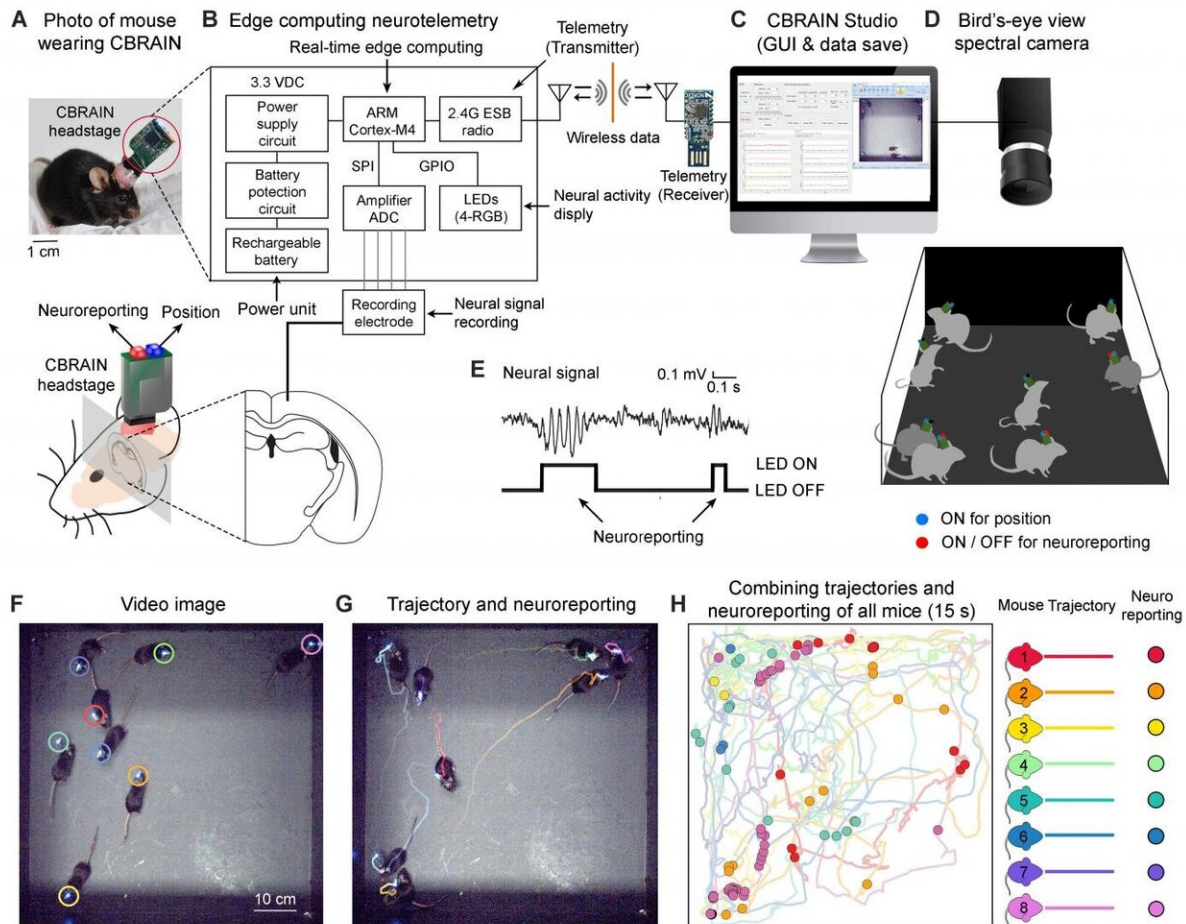 A
Photo of mouse
wearing CBRAIN
CBRAIN
headstage
1 cm
B
Edge computing neurotelemetry
Real-time edge computing
Telemetry
(Transmitter)
3.3 VDC
Power
supply
circuit
ARM
Cortex-M4
2.4G ESB
radio
Wireless data
SPI
GPIO
Battery
potection
circuit
Amplifier
ADC
LEDs
(4-RGB)
Neural activity
disply
Telemetry
(Receiver)
Rechargeable
battery
Power unit
Recording
electrode
Neural signal
recording
C
CBRAIN Studio
(GUI & data save)
D
Bird's-eye view
spectral camera
Neuroreporting
Position
CBRAIN
headstage
E
Neural signal
0.1 mV
0.1 s
LED ON
LED OFF
Neuroreporting
ON for position
ON / OFF for neuroreporting
F
Video image
10 cm
G
Trajectory and neuroreporting
H
Combining trajectories and
neuroreporting of all mice (15 s)
Mouse Trajectory
Neuro
reporting
1
2
3
4
5
6
7
8